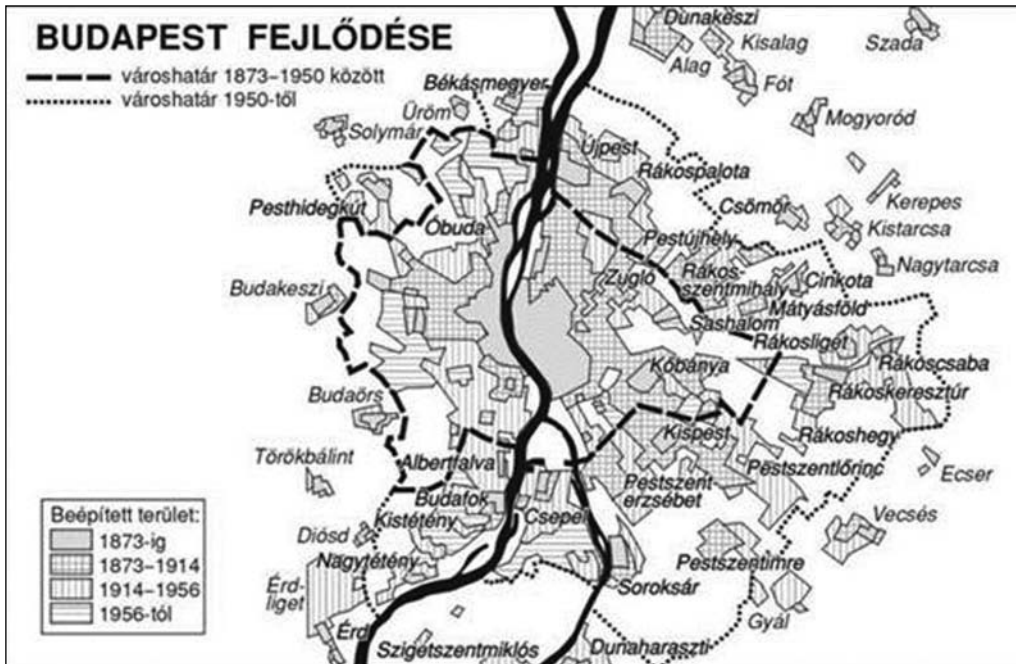 BUDAPEST FEJLŐDÉSE
városhatár 1873–1950 között
városhatár 1950-től
Dunakeszi
Kisalag
Szada
Alag
Fót
Békásmegyer
Üröm
Solymár
Mogyoród
Újpest
Rákospalota
Pesthidegkút
Csömör
Kerepes
Kistarcsa
Óbuda
Pestújhely
Nagytarcsa
Zugló
Rákos-
szentmihály
Cinkota
Budakeszi
Mátyásföld
Sashalom
Rákosliget
Kőbánya
Rákoscsaba
Rákoskeresztúr
Budaörs
Kispest
Rákoshegy
Törökbálint
Albertfalva
Pestszentlőrinc
Ecser
Budafok
Pestszent
erzsébet
Kistétény
Csepel
Vecsés
Diósd
Nagytétény
Pestszentimre
Soroksár
Érd-
liget
Gyál
Érd
Szigetszentmiklós
Dunaharaszti
Beépített terület:
1873-ig
1873–1914
1914–1956
1956-tól